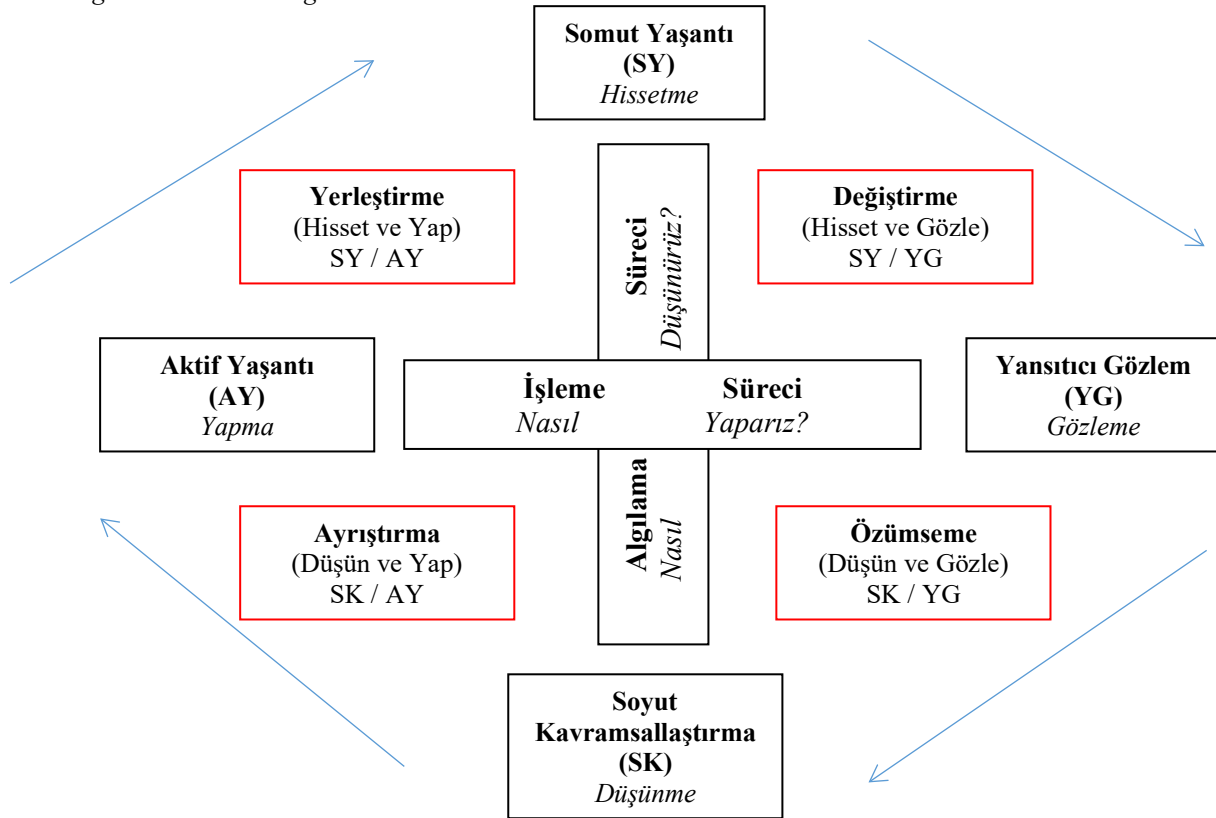 Somut Yaşantı
(SY)
Hissetme
Yerleştirme
(Hisset ve Yap)
SY / AY
Değiştirme
(Hisset ve Gözle)
SY / YG
Algılama Süreci
Nasıl Düşünürüz?
Aktif Yaşantı
(AY)
Yapma
İşleme Süreci
Nasıl Yaparız?
Yansıtıcı Gözlem
(YG)
Gözleme
Ayrıştırma
(Düşün ve Yap)
SK / AY
Özümseme
(Düşün ve Gözle)
SK / YG
Soyut
Kavramsallaştırma
(SK)
Düşünme